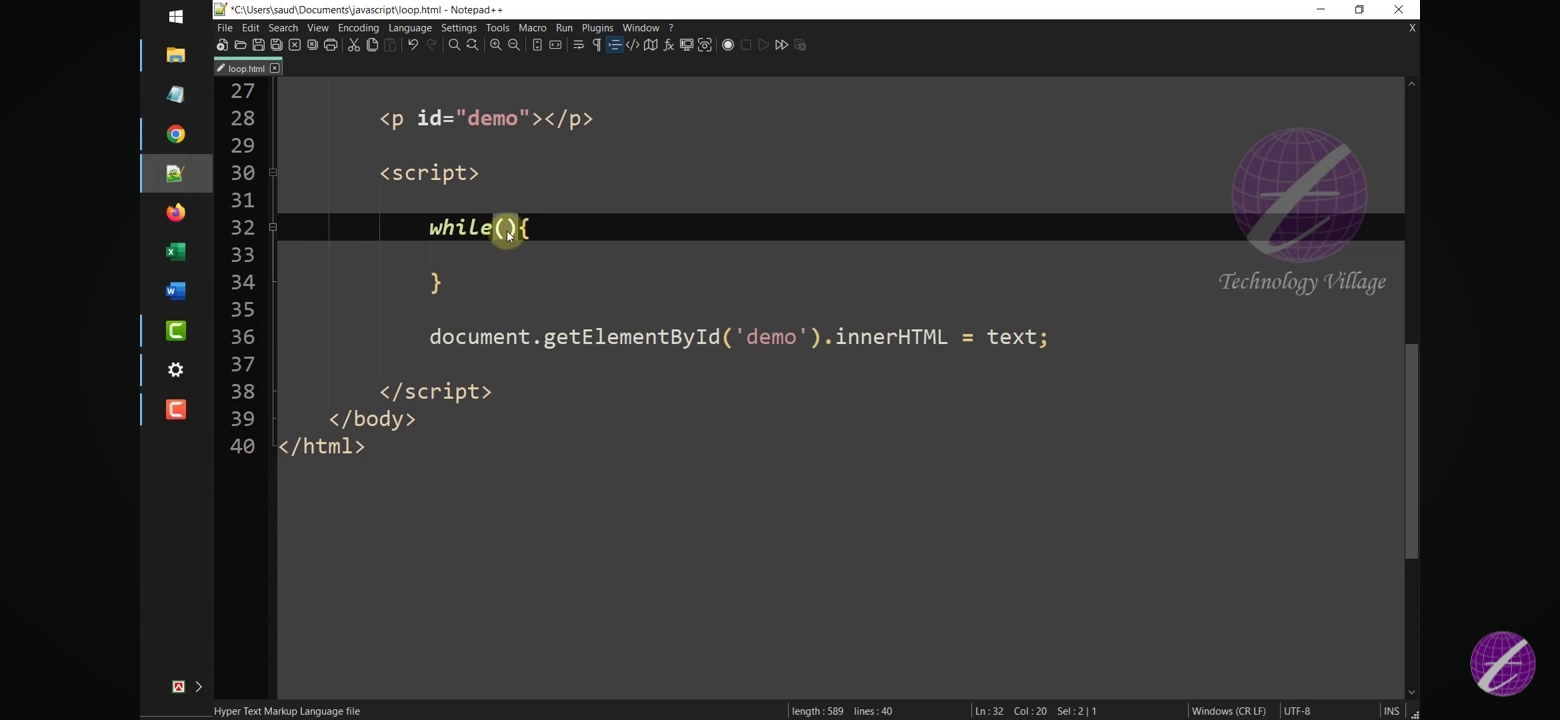 *C:\Users\saud\Documents\javascript\loop.html - Notepad++
File Edit Search View Encoding Language Settings Tools Macro Run Plugins Window ? X
loop.html
27
28 <p id="demo"></p>
29
30 <script>
31
32 while(){
33
34 }
35
36 document.getElementById('demo').innerHTML = text;
37
38 </script>
39 </body>
40 </html>
Technology Village
Hyper Text Markup Language file length : 589 lines : 40 Ln : 32 Col : 20 Sel : 2 | 1 Windows (CR LF) UTF-8 INS